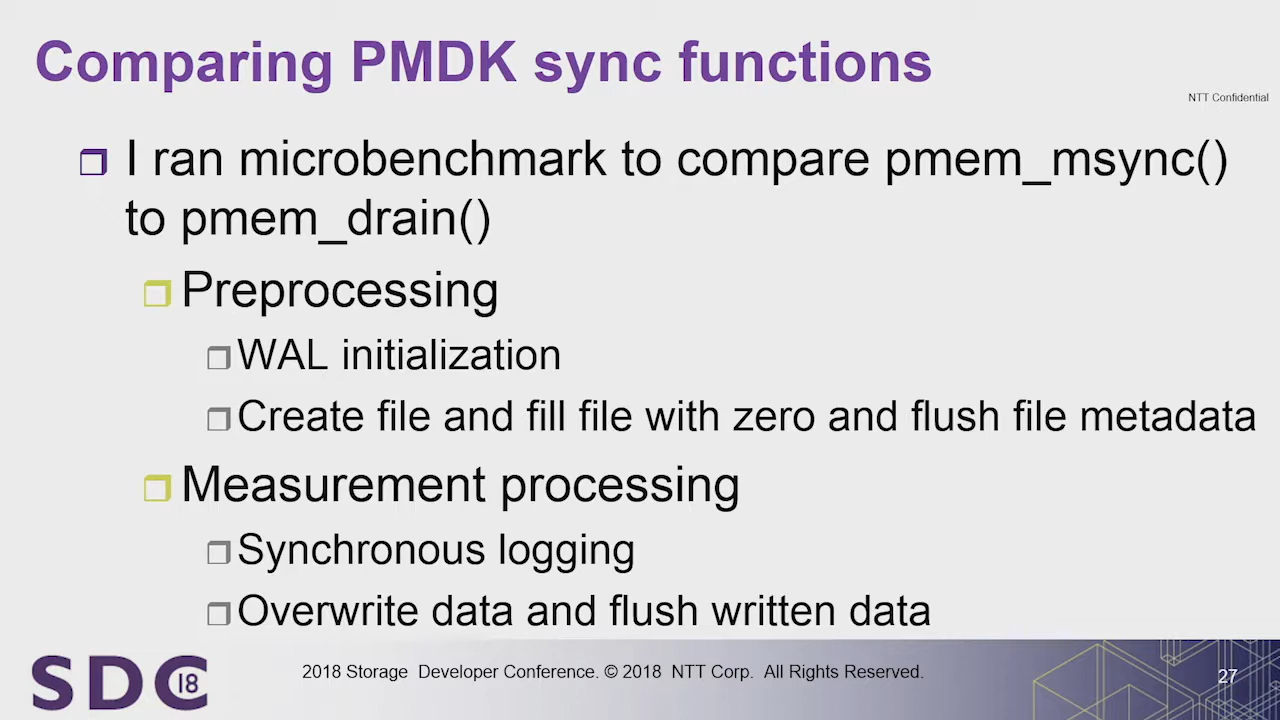 Comparing PMDK sync functions
NTT Confidential
I ran microbenchmark to compare pmem_msync()
to pmem_drain()
Preprocessing
WAL initialization
Create file and fill file with zero and flush file metadata
Measurement processing
Synchronous logging
Overwrite data and flush written data
SDC 18
2018 Storage Developer Conference. © 2018 NTT Corp. All Rights Reserved.
27